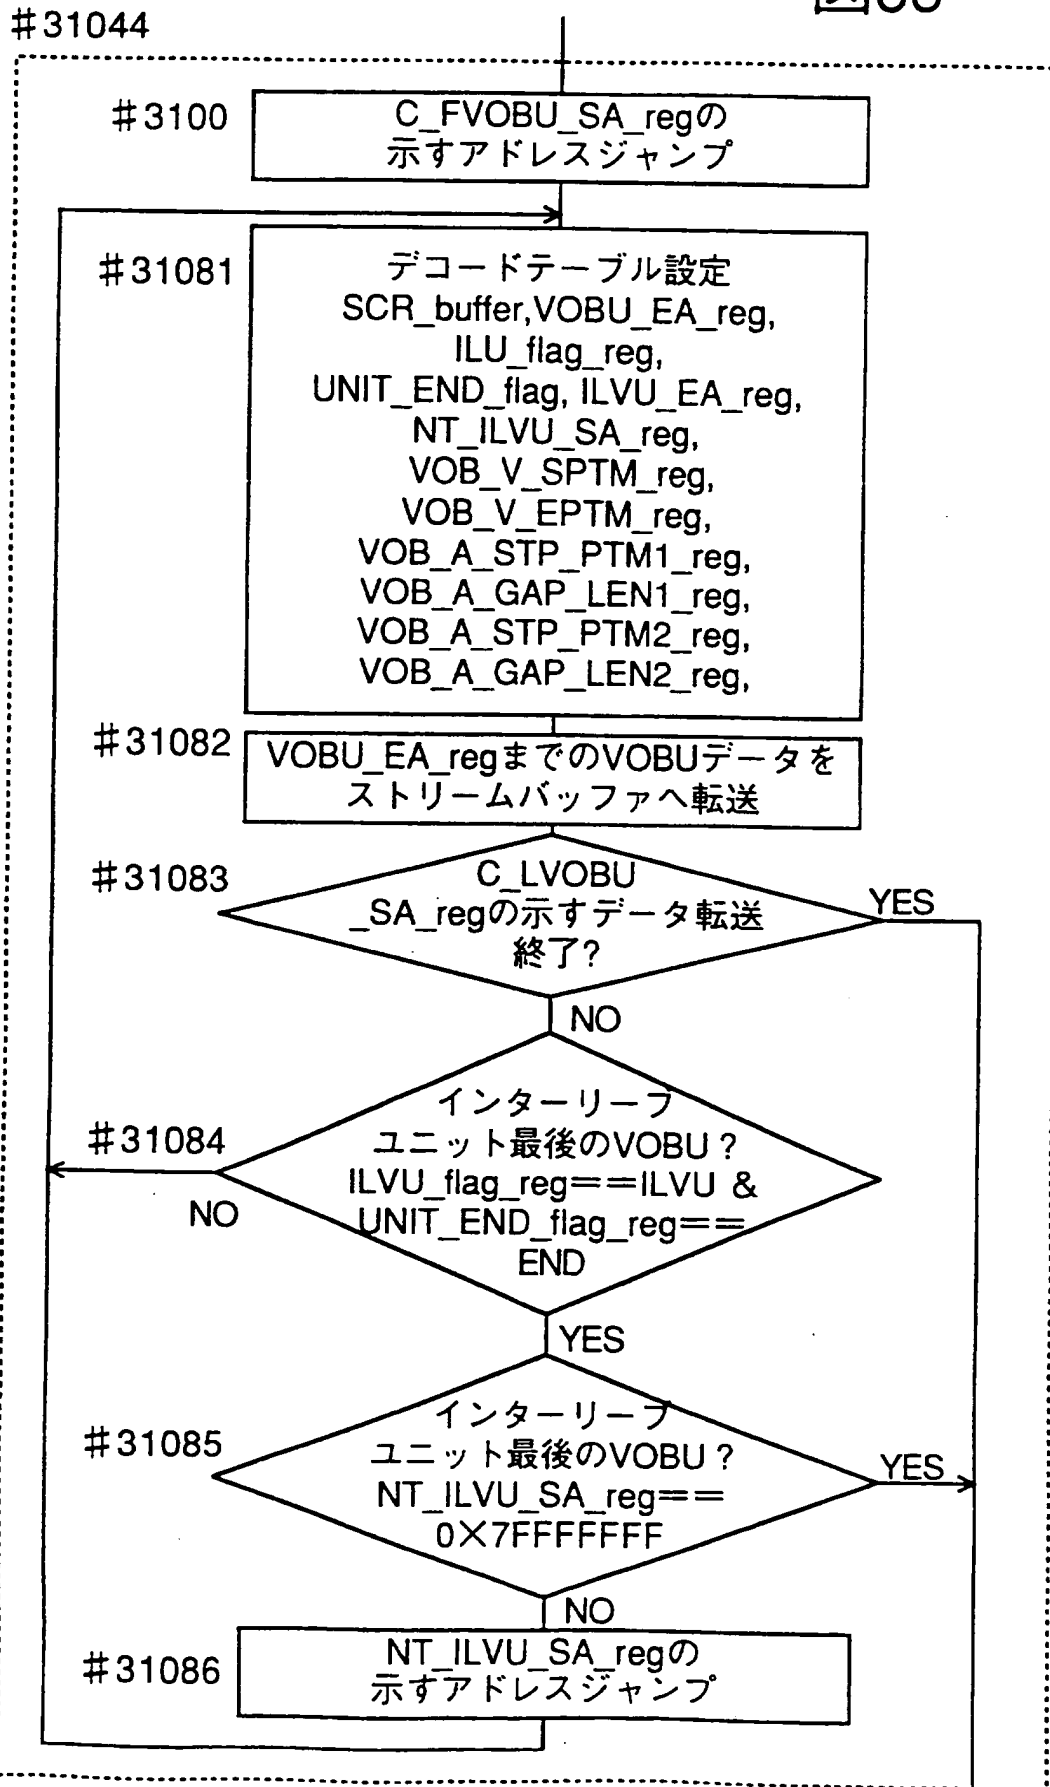 #31044
#3100
C_FVOBU_SA_regの
示すアドレスジャンプ
#31081
デコードテーブル設定
SCR_buffer,VOBU_EA_reg,
ILU_flag_reg,
UNIT_END_flag, ILVU_EA_reg,
NT_ILVU_SA_reg,
VOB_V_SPTM_reg,
VOB_V_EPTM_reg,
VOB_A_STP_PTM1_reg,
VOB_A_GAP_LEN1_reg,
VOB_A_STP_PTM2_reg,
VOB_A_GAP_LEN2_reg,
#31082
VOBU_EA_regまでのVOBUデータを
ストリームバッファへ転送
#31083
C_LVOBU
_SA_regの示すデータ転送
終了?
YES
NO
インターリーブ
#31084
ユニット最後のVOBU?
ILVU_flag_reg==ILVU &
UNIT_END_flag_reg==
END
NO
YES
インターリーブ
#31085
ユニット最後のVOBU?
NT_ILVU_SA_reg==
0×7FFFFFFF
YES
NO
#31086
NT_ILVU_SA_regの
示すアドレスジャンプ